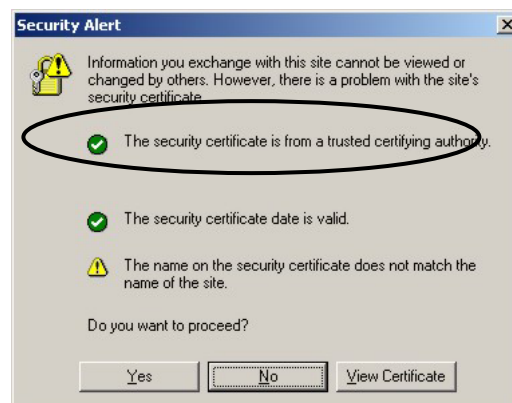 Security Alert
Information you exchange with this site cannot be viewed or
changed by others. However, there is a problem with the site's
security certificate.
The security certificate is from a trusted certifying authority.
The security certificate date is valid.
The name on the security certificate does not match the
name of the site.
Do you want to proceed?
Yes No View Certificate